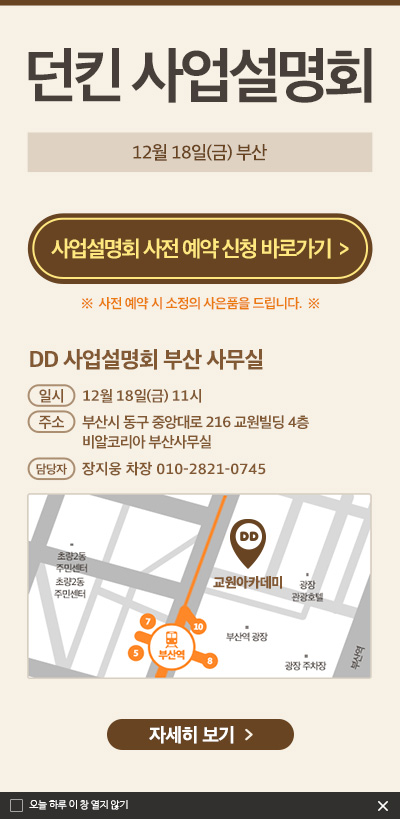 던킨 사업설명회
12월 18일(금) 부산
사업설명회 사전 예약 신청 바로가기 >
※ 사전 예약 시 소정의 사은품을 드립니다. ※
DD 사업설명회 부산 사무실
일시 12월 18일(금) 11시
주소 부산시 동구 중앙대로 216 교원빌딩 4층
비알코리아 부산사무실
담당자 장지웅 차장 010-2821-0745
DD
교원아카데미
초량2동
주민센터
초량2동
주민센터
광장
관광호텔
7
10
부산역 광장
5
부산역
8
광장 주차장
부산역
자세히 보기 >
오늘 하루 이 창 열지 않기